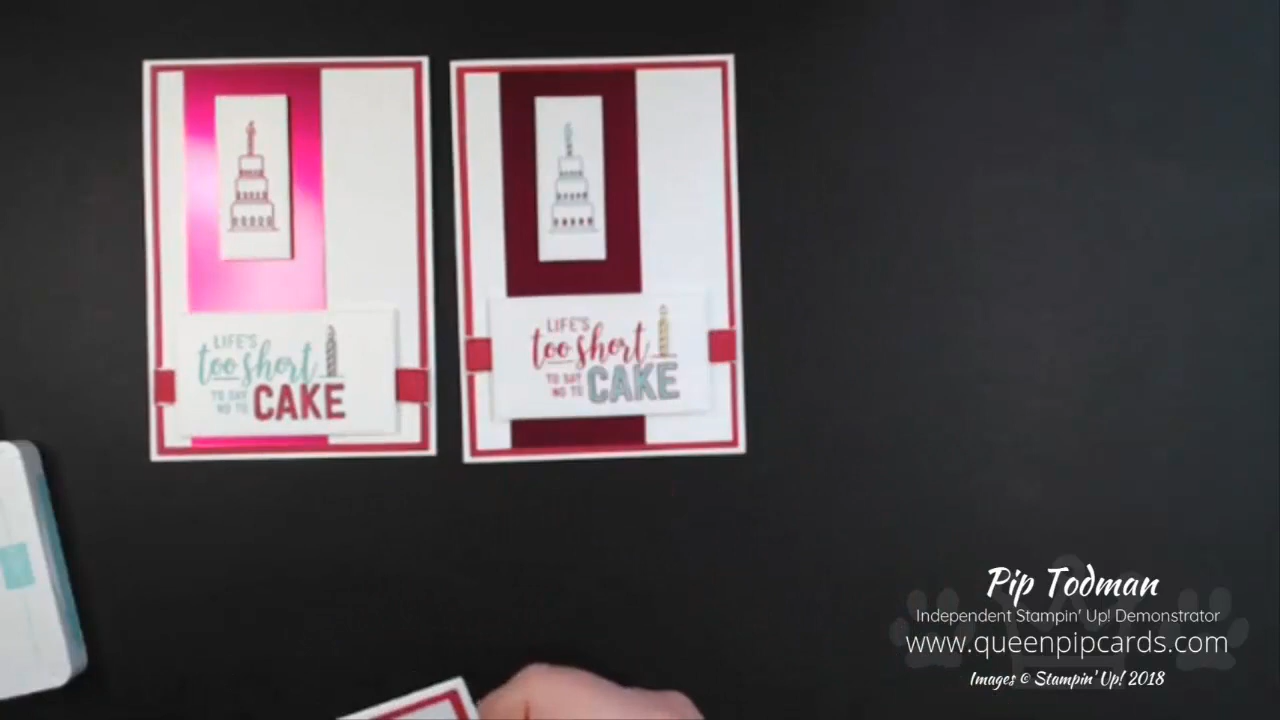 LIFE'S
too short
TO SAY
NO TO
CAKE
LIFE'S
too short
TO SAY
NO TO
CAKE
Pip Todman
Independent Stampin' Up! Demonstrator
www.queenpipcards.com
Images © Stampin' Up! 2018